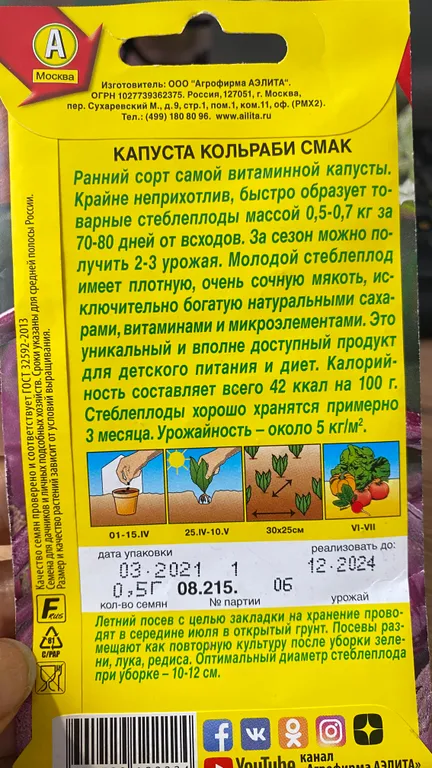 А
Москва
Изготовитель: ООО "Агрофирма АЭЛИТА".
ОГРН 1027739362375. Россия, 127051, г. Москва,
пер. Сухаревский М., д.9, стр.1, пом.1, ком.11, оф. (РМ2).
Тел.: (499) 180 80 96. www.ailita.ru
КАПУСТА КОЛЬРАБИ СМАК
Ранний сорт самой витаминной капусты.
Крайне неприхотлив, быстро образует то-
варные стеблеплоды массой 0,5-0,7 кг за
70-80 дней от всходов. За сезон можно по-
лучить 2-3 урожая. Молодой стеблеплод
имеет плотную, очень сочную мякоть, ис-
ключительно богатую натуральными саха-
рами, витаминами и микроэлементами. Это
уникальный и вполне доступный продукт
для детского питания и диет. Калорий-
ность составляет всего 42 ккал на 100 г.
Стеблеплоды хорошо хранятся примерно
3 месяца. Урожайность – около 5 кг/м².
Качество семян проверено и соответствует ГОСТ 32592-2013
Семена для дачников и личных подсобных хозяйств. Сроки указаны для средней полосы России.
Размер и качество растений зависит от условий выращивания.
01-15.IV
25.IV-10.V
30х25см
VI-VII
дата упаковки
реализовать до:
03·2021 1
12·2024
0,5Г 08.215. 06
кол-во семян № партии урожай
F RUS
81
C/PAP
Летний посев с целью закладки на хранение прово-
дят в середине июля в открытый грунт. Посевы раз-
мещают как повторную культуру после уборки зеле-
ни, лука, редиса. Оптимальный диаметр стеблеплода
при уборке – 10-12 см.
YouTube канал
"Агрофирма АЭЛИТА"